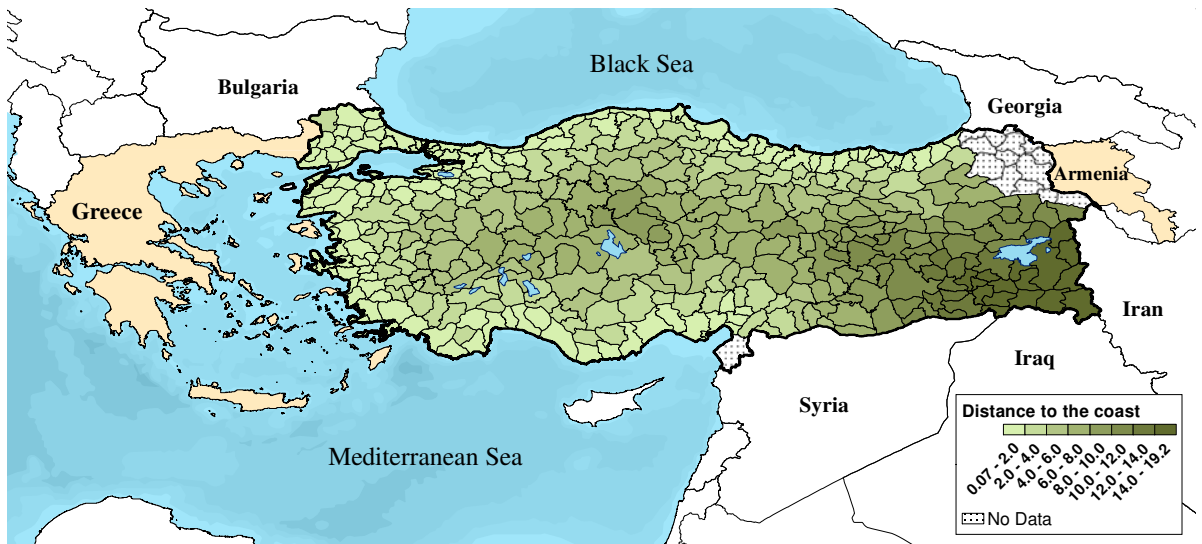 Black Sea
Bulgaria
Georgia
Armenia
Greece
Iran
Iraq
Syria
Mediterranean Sea
Distance to the coast
0.07 - 2.0
2.0 - 4.0
4.0 - 6.0
6.0 - 8.0
8.0 - 10.0
10.0 - 12.0
12.0 - 14.0
14.0 - 19.2
No Data